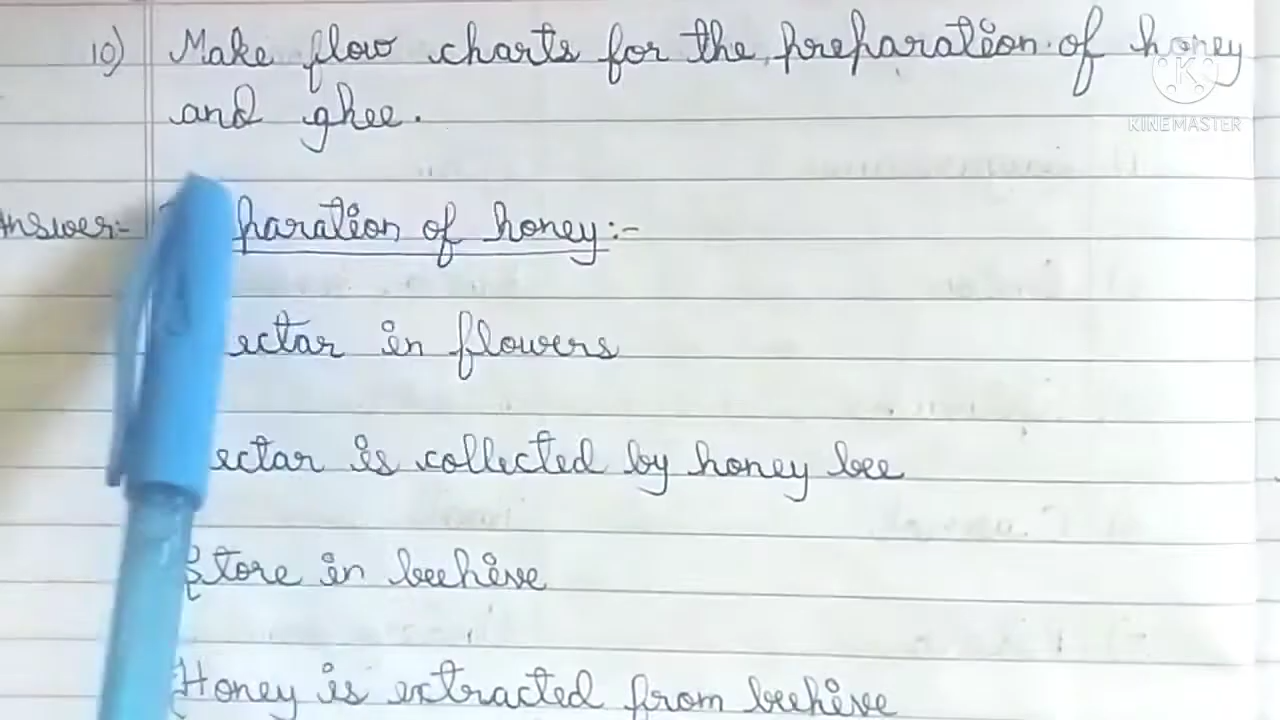 10) Make flow charts for the preparation of honey
KINEMASTER
and ghee.
Answer:- paration of honey:-
ectar in flowers
ectar is collected by honey bee
Store in beehive
Honey is extracted from beehive